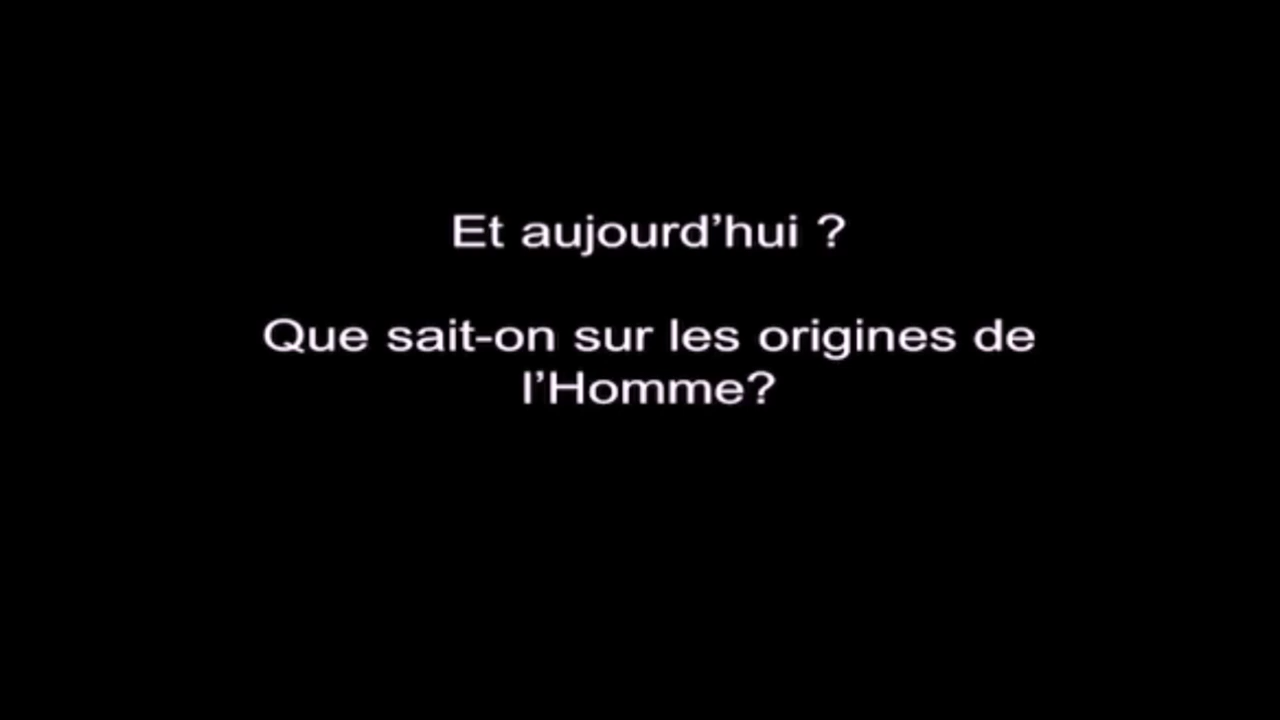 Et aujourd’hui ?
Que sait-on sur les origines de
l’Homme?